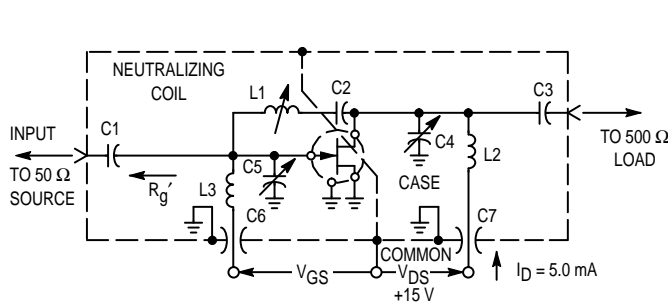 NEUTRALIZING
COIL
L1
C2
C3
INPUT
C1
C4
TO 500 Ω
LOAD
TO 50 Ω
SOURCE
Rg′
C5
L3
L2
CASE
C6
C7
COMMON
VGS
VDS
+15 V
ID = 5.0 mA